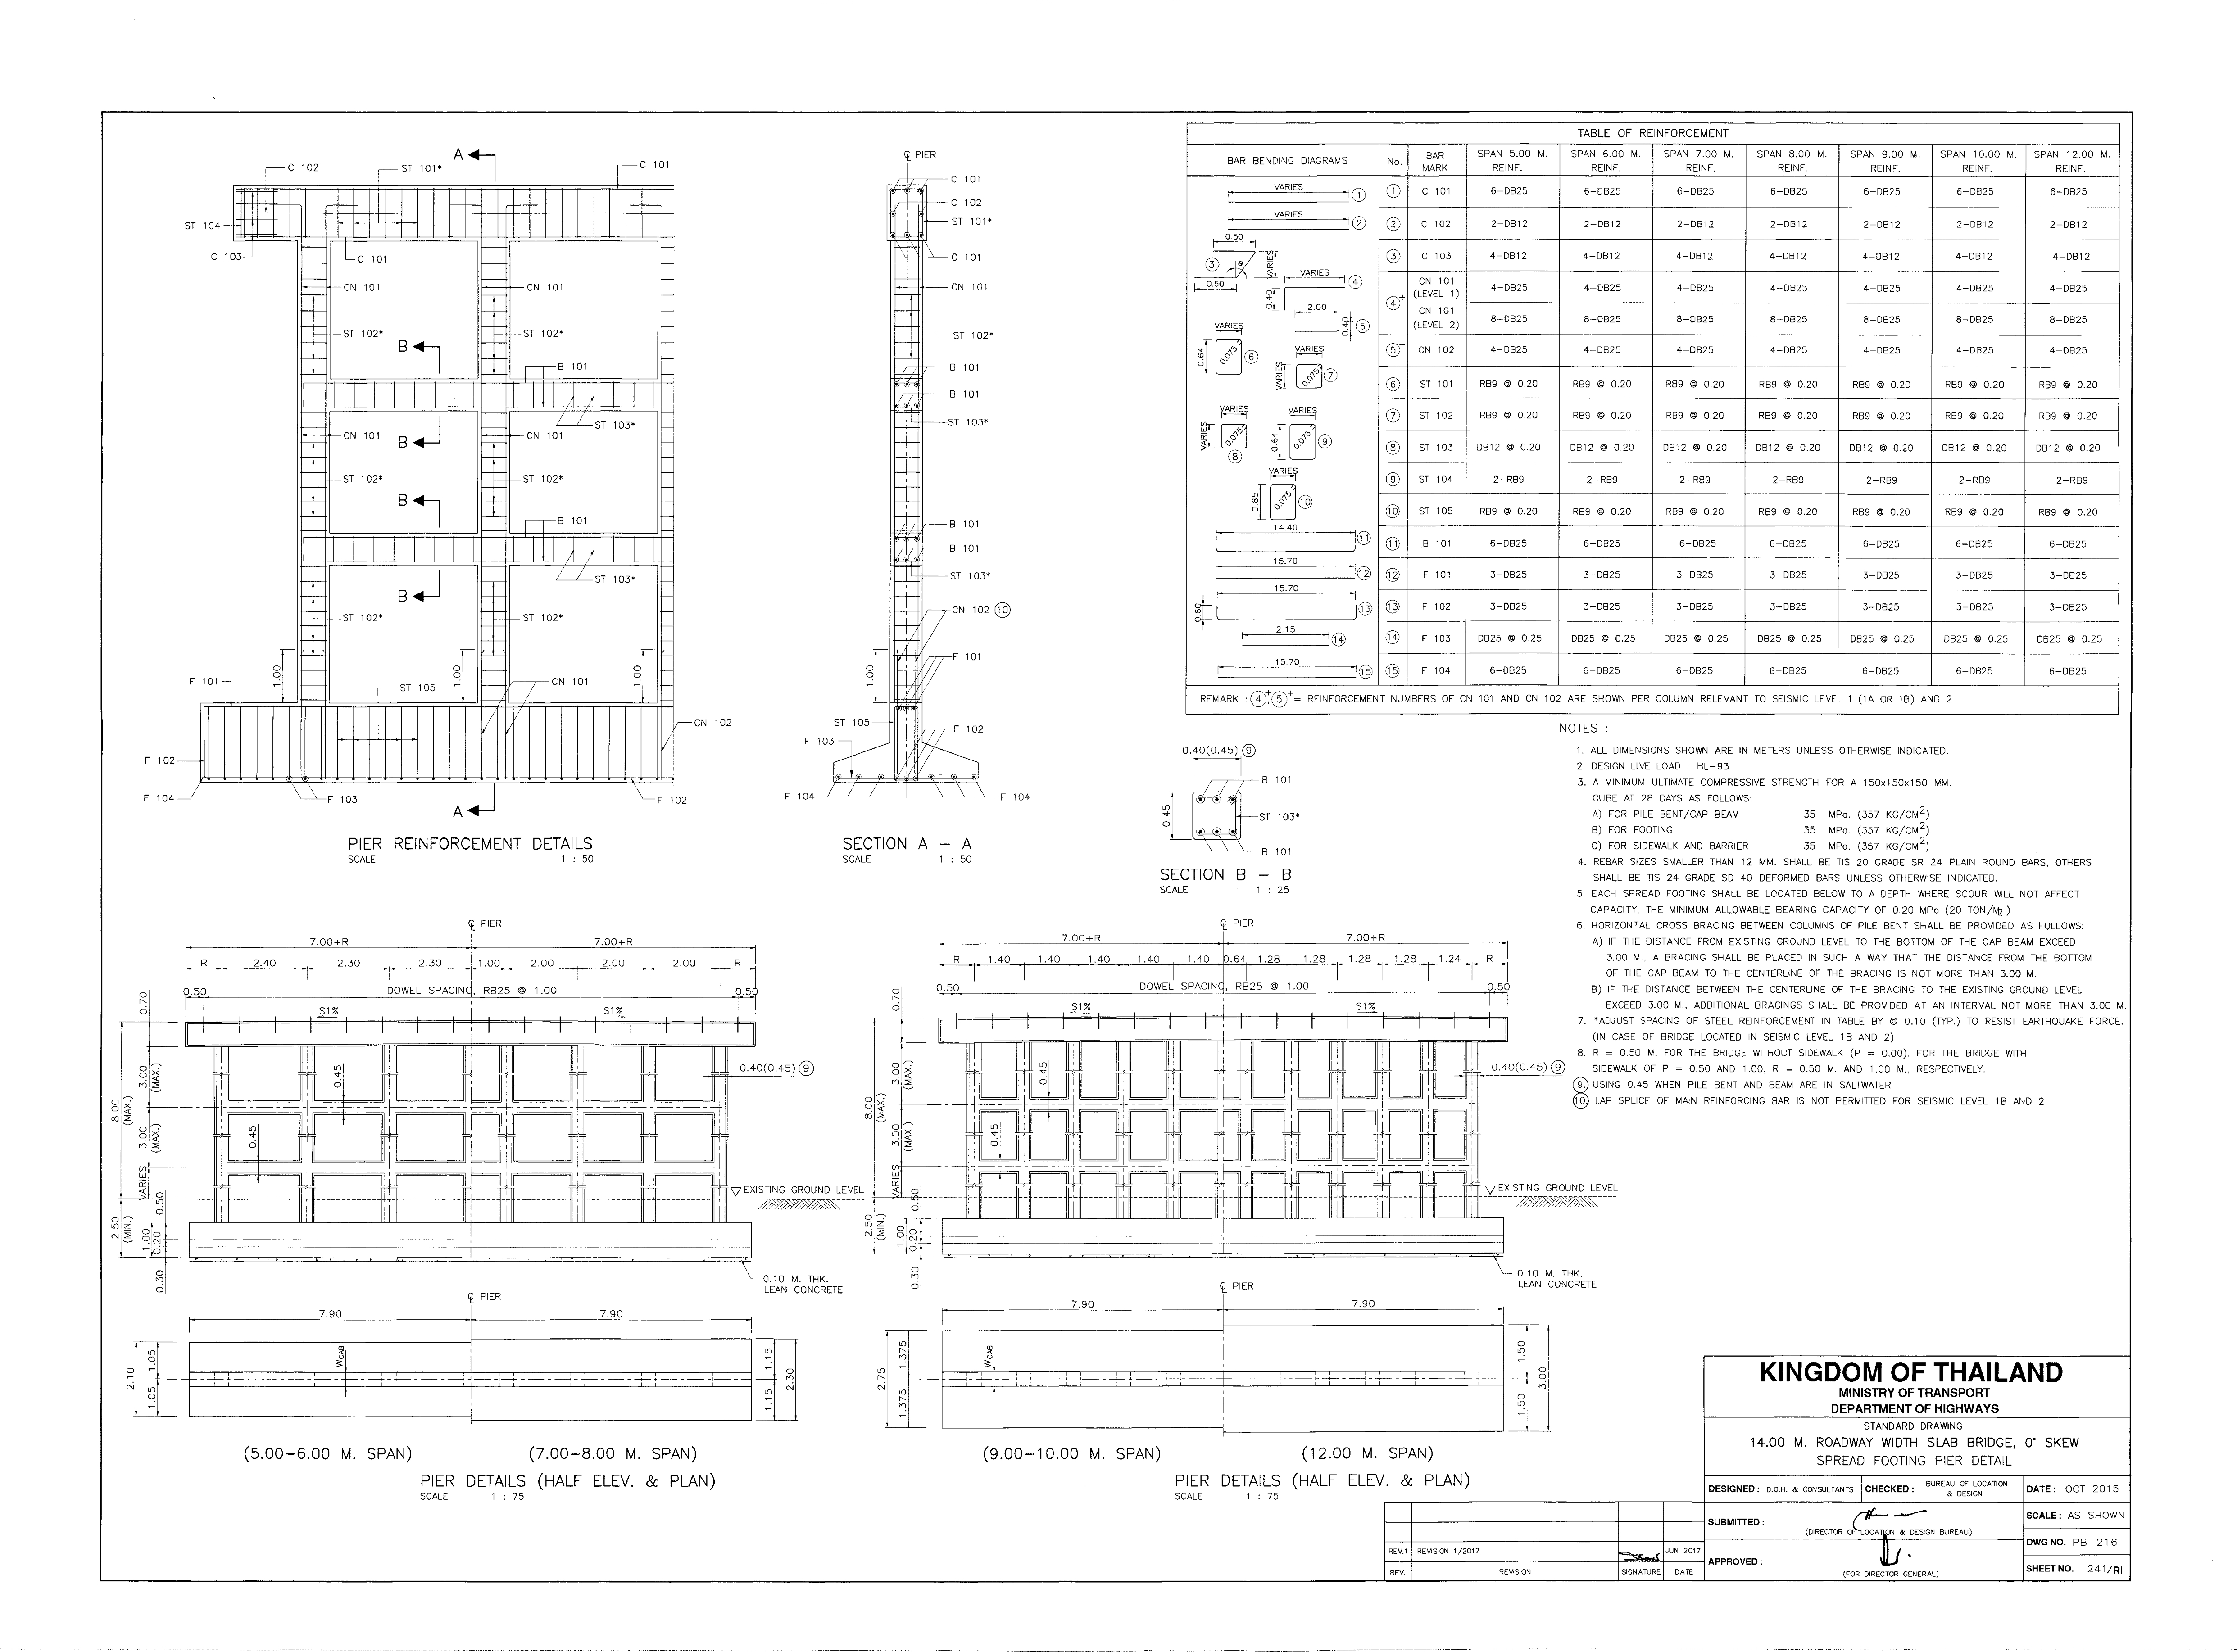 A
C 102
ST 101*
C 101
ST 104
C 103
C 101
CN 101
CN 101
ST 102*
ST 102*
B
B 101
ST 103*
CN 101
CN 101
B
ST 102*
ST 102*
B
B 101
ST 103*
B
ST 102*
ST 102*
1.00
1.00
1.00
F 101
ST 105
CN 101
CN 102
F 102
F 104
F 103
F 102
A
PIER REINFORCEMENT DETAILS
SCALE 1 : 50
℄ PIER
C 101
C 102
ST 101*
C 101
CN 101
ST 102*
B 101
B 101
ST 103*
B 101
B 101
ST 103*
CN 102 ⑩
F 101
1.00
ST 105
F 103
F 102
F 104
F 104
SECTION A – A
SCALE 1 : 50
0.40(0.45) ⑨
B 101
0.45
ST 103*
B 101
SECTION B – B
SCALE 1 : 25
TABLE OF REINFORCEMENT
BAR BENDING DIAGRAMS No. BAR MARK SPAN 5.00 M. REINF. SPAN 6.00 M. REINF. SPAN 7.00 M. REINF. SPAN 8.00 M. REINF. SPAN 9.00 M. REINF. SPAN 10.00 M. REINF. SPAN 12.00 M. REINF.
VARIES ①
VARIES ②
0.50 ③ θ VARIES 0.50
VARIES ④ 0.40
2.00 0.40 ⑤
VARIES 0.64 0.075 ⑥
VARIES VARIES 0.075 ⑦
VARIES VARIES 0.075 ⑧
VARIES 0.64 0.075 ⑨
VARIES 0.85 0.075 ⑩
14.40 ⑪
15.70 ⑫
15.70 0.60 ⑬
2.15 ⑭
15.70 ⑮
① C 101 6–DB25 6–DB25 6–DB25 6–DB25 6–DB25 6–DB25 6–DB25
② C 102 2–DB12 2–DB12 2–DB12 2–DB12 2–DB12 2–DB12 2–DB12
③ C 103 4–DB12 4–DB12 4–DB12 4–DB12 4–DB12 4–DB12 4–DB12
④+ CN 101 (LEVEL 1) 4–DB25 4–DB25 4–DB25 4–DB25 4–DB25 4–DB25 4–DB25
CN 101 (LEVEL 2) 8–DB25 8–DB25 8–DB25 8–DB25 8–DB25 8–DB25 8–DB25
⑤+ CN 102 4–DB25 4–DB25 4–DB25 4–DB25 4–DB25 4–DB25 4–DB25
⑥ ST 101 RB9 @ 0.20 RB9 @ 0.20 RB9 @ 0.20 RB9 @ 0.20 RB9 @ 0.20 RB9 @ 0.20 RB9 @ 0.20
⑦ ST 102 RB9 @ 0.20 RB9 @ 0.20 RB9 @ 0.20 RB9 @ 0.20 RB9 @ 0.20 RB9 @ 0.20 RB9 @ 0.20
⑧ ST 103 DB12 @ 0.20 DB12 @ 0.20 DB12 @ 0.20 DB12 @ 0.20 DB12 @ 0.20 DB12 @ 0.20 DB12 @ 0.20
⑨ ST 104 2–RB9 2–RB9 2–RB9 2–RB9 2–RB9 2–RB9 2–RB9
⑩ ST 105 RB9 @ 0.20 RB9 @ 0.20 RB9 @ 0.20 RB9 @ 0.20 RB9 @ 0.20 RB9 @ 0.20 RB9 @ 0.20
⑪ B 101 6–DB25 6–DB25 6–DB25 6–DB25 6–DB25 6–DB25 6–DB25
⑫ F 101 3–DB25 3–DB25 3–DB25 3–DB25 3–DB25 3–DB25 3–DB25
⑬ F 102 3–DB25 3–DB25 3–DB25 3–DB25 3–DB25 3–DB25 3–DB25
⑭ F 103 DB25 @ 0.25 DB25 @ 0.25 DB25 @ 0.25 DB25 @ 0.25 DB25 @ 0.25 DB25 @ 0.25 DB25 @ 0.25
⑮ F 104 6–DB25 6–DB25 6–DB25 6–DB25 6–DB25 6–DB25 6–DB25
REMARK : ④+,⑤+ = REINFORCEMENT NUMBERS OF CN 101 AND CN 102 ARE SHOWN PER COLUMN RELEVANT TO SEISMIC LEVEL 1 (1A OR 1B) AND 2
NOTES :
1. ALL DIMENSIONS SHOWN ARE IN METERS UNLESS OTHERWISE INDICATED.
2. DESIGN LIVE LOAD : HL–93
3. A MINIMUM ULTIMATE COMPRESSIVE STRENGTH FOR A 150x150x150 MM.
CUBE AT 28 DAYS AS FOLLOWS:
A) FOR PILE BENT/CAP BEAM 35 MPa. (357 KG/CM2)
B) FOR FOOTING 35 MPa. (357 KG/CM2)
C) FOR SIDEWALK AND BARRIER 35 MPa. (357 KG/CM2)
4. REBAR SIZES SMALLER THAN 12 MM. SHALL BE TIS 20 GRADE SR 24 PLAIN ROUND BARS, OTHERS
SHALL BE TIS 24 GRADE SD 40 DEFORMED BARS UNLESS OTHERWISE INDICATED.
5. EACH SPREAD FOOTING SHALL BE LOCATED BELOW TO A DEPTH WHERE SCOUR WILL NOT AFFECT
CAPACITY, THE MINIMUM ALLOWABLE BEARING CAPACITY OF 0.20 MPa (20 TON/M2)
6. HORIZONTAL CROSS BRACING BETWEEN COLUMNS OF PILE BENT SHALL BE PROVIDED AS FOLLOWS:
A) IF THE DISTANCE FROM EXISTING GROUND LEVEL TO THE BOTTOM OF THE CAP BEAM EXCEED
3.00 M., A BRACING SHALL BE PLACED IN SUCH A WAY THAT THE DISTANCE FROM THE BOTTOM
OF THE CAP BEAM TO THE CENTERLINE OF THE BRACING IS NOT MORE THAN 3.00 M.
B) IF THE DISTANCE BETWEEN THE CENTERLINE OF THE BRACING TO THE EXISTING GROUND LEVEL
EXCEED 3.00 M., ADDITIONAL BRACINGS SHALL BE PROVIDED AT AN INTERVAL NOT MORE THAN 3.00 M.
7. *ADJUST SPACING OF STEEL REINFORCEMENT IN TABLE BY @ 0.10 (TYP.) TO RESIST EARTHQUAKE FORCE.
(IN CASE OF BRIDGE LOCATED IN SEISMIC LEVEL 1B AND 2)
8. R = 0.50 M. FOR THE BRIDGE WITHOUT SIDEWALK (P = 0.00). FOR THE BRIDGE WITH
SIDEWALK OF P = 0.50 AND 1.00, R = 0.50 M. AND 1.00 M., RESPECTIVELY.
⑨. USING 0.45 WHEN PILE BENT AND BEAM ARE IN SALTWATER
⑩. LAP SPLICE OF MAIN REINFORCING BAR IS NOT PERMITTED FOR SEISMIC LEVEL 1B AND 2
℄ PIER
7.00+R 7.00+R
R 2.40 2.30 2.30 1.00 2.00 2.00 2.00 R
0.50 DOWEL SPACING, RB25 @ 1.00 0.50
0.70
S1% S1%
0.40(0.45) ⑨
0.45
0.45
8.00 (MAX.)
3.00 (MAX.)
3.00 (MAX.)
VARIES
0.50
2.50 (MIN.)
1.00
0.20
0.30
EXISTING GROUND LEVEL
0.10 M. THK.
LEAN CONCRETE
℄ PIER
7.90 7.90
WCAB
2.10
1.05
1.05
1.15
1.15
2.30
(5.00–6.00 M. SPAN) (7.00–8.00 M. SPAN)
PIER DETAILS (HALF ELEV. & PLAN)
SCALE 1 : 75
℄ PIER
7.00+R 7.00+R
R 1.40 1.40 1.40 1.40 1.40 0.64 1.28 1.28 1.28 1.28 1.24 R
0.50 DOWEL SPACING, RB25 @ 1.00 0.50
0.70
S1% S1%
0.40(0.45) ⑨
0.45
0.45
8.00 (MAX.)
3.00 (MAX.)
3.00 (MAX.)
VARIES
0.50
2.50 (MIN.)
1.00
0.20
0.30
EXISTING GROUND LEVEL
0.10 M. THK.
LEAN CONCRETE
℄ PIER
7.90 7.90
WCAB
2.75
1.375
1.375
1.50
1.50
3.00
(9.00–10.00 M. SPAN) (12.00 M. SPAN)
PIER DETAILS (HALF ELEV. & PLAN)
SCALE 1 : 75
KINGDOM OF THAILAND
MINISTRY OF TRANSPORT
DEPARTMENT OF HIGHWAYS
STANDARD DRAWING
14.00 M. ROADWAY WIDTH SLAB BRIDGE, 0° SKEW
SPREAD FOOTING PIER DETAIL
DESIGNED : D.O.H. & CONSULTANTS CHECKED : BUREAU OF LOCATION & DESIGN DATE : OCT 2015
SUBMITTED : (DIRECTOR OF LOCATION & DESIGN BUREAU) SCALE : AS SHOWN
DWG NO. PB–216
APPROVED : (FOR DIRECTOR GENERAL) SHEET NO. 241/R1
REV.1 REVISION 1/2017 JUN 2017
REV. REVISION SIGNATURE DATE